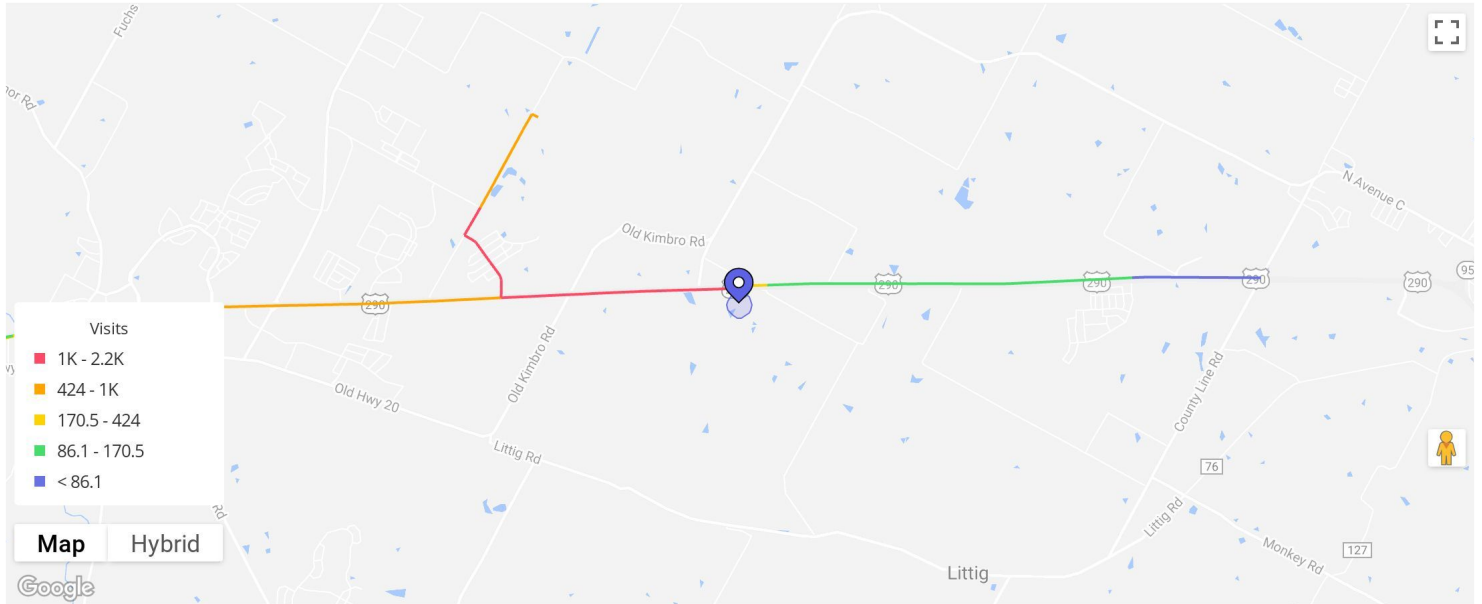 Fuchs
nor Rd
N Avenue C
Old Kimbro Rd
95
290
290
290
290
290
Visits
1K - 2.2K
424 - 1K
170.5 - 424
86.1 - 170.5
< 86.1
Old Hwy 20
Old Kimbro Rd
County Line Rd
Littig Rd
76
Littig Rd
Rd
Monkey Rd
127
Map
Hybrid
Littig
Google